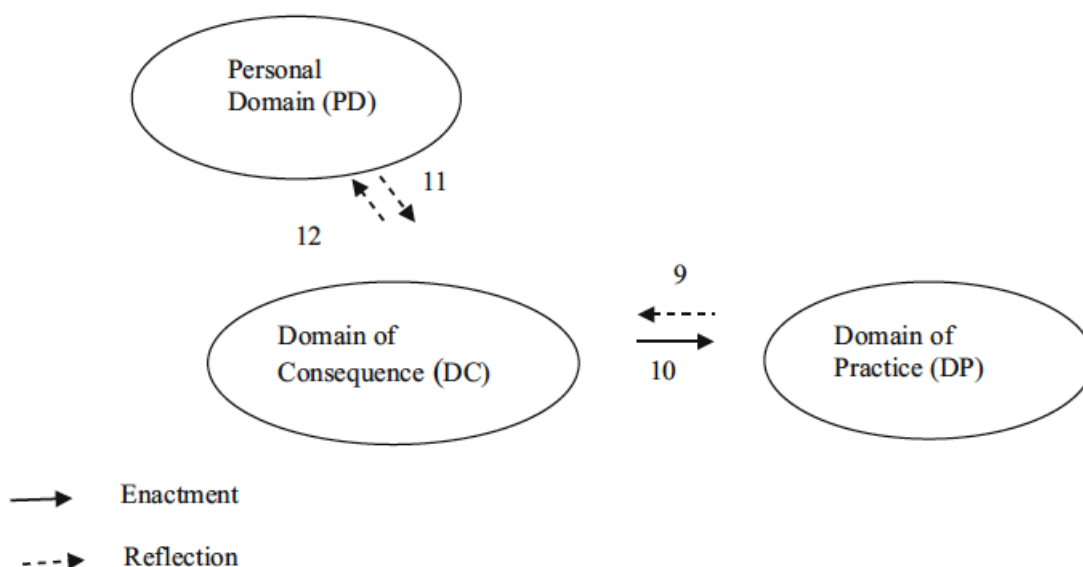 Personal
Domain (PD)
11
12
9
Domain of
Consequence (DC)
Domain of
Practice (DP)
10
Enactment
Reflection